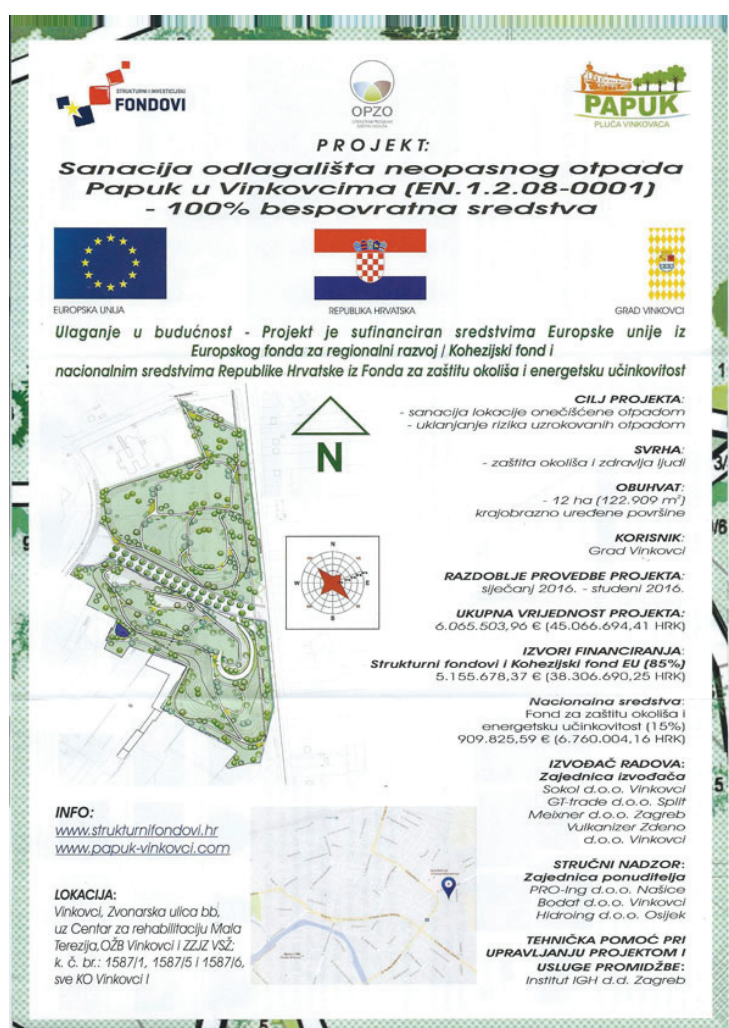 STRUKTURNI I INVESTICIJSKI
FONDOVI
OPZO
PAPUK
PLUĆA VINKOVACA
PROJEKT:
Sanacija odlagališta neopasnog otpada
Papuk u Vinkovcima (EN.1.2.08-0001)
- 100% bespovratna sredstva
EUROPSKA UNIJA
REPUBLIKA HRVATSKA
GRAD VINKOVCI
Ulaganje u budućnost - Projekt je sufinanciran sredstvima Europske unije iz
Europskog fonda za regionalni razvoj / Kohezijski fond i
nacionalnim sredstvima Republike Hrvatske iz Fonda za zaštitu okoliša i energetsku učinkovitost
N
N
W
E
S
CILJ PROJEKTA:
- sanacija lokacije onečišćene otpadom
- uklanjanje rizika uzrokovanih otpadom
SVRHA:
- zaštita okoliša i zdravlja ljudi
OBUHVAT:
- 12 ha (122.909 m²)
krajobrazno uređene površine
KORISNIK:
Grad Vinkovci
RAZDOBLJE PROVEDBE PROJEKTA:
siječanj 2016. - studeni 2016.
UKUPNA VRIJEDNOST PROJEKTA:
6.065.503,96 € (45.066.694,41 HRK)
IZVORI FINANCIRANJA:
Strukturni fondovi i Kohezijski fond EU (85%)
5.155.678,37 € (38.306.690,25 HRK)
Nacionalna sredstva:
Fond za zaštitu okoliša i
energetsku učinkovitost (15%)
909.825,59 € (6.760.004,16 HRK)
IZVOĐAČ RADOVA:
Zajednica izvođača
Sokol d.o.o. Vinkovci
GT-trade d.o.o. Split
Meixner d.o.o. Zagreb
Vulkanizer Zdeno
d.o.o. Vinkovci
STRUČNI NADZOR:
Zajednica ponuditelja
PRO-Ing d.o.o. Našice
Bodat d.o.o. Vinkovci
Hidroing d.o.o. Osijek
TEHNIČKA POMOĆ PRI
UPRAVLJANJU PROJEKTOM I
USLUGE PROMIDŽBE:
Institut IGH d.d. Zagreb
INFO:
www.strukturnifondovi.hr
www.papuk-vinkovci.com
LOKACIJA:
Vinkovci, Zvonarska ulica bb,
uz Centar za rehabilitaciju Mala
Terezija,OŽB Vinkovci i ZZJZ VSŽ;
k. č. br.: 1587/1, 1587/5 i 1587/6,
sve KO Vinkovci I